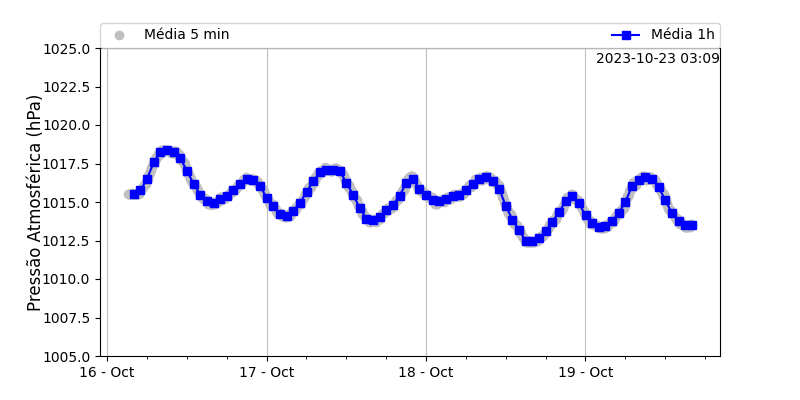 Média 5 min
Média 1h
2023-10-23 03:09
Pressão Atmosférica (hPa)
1025.0
1022.5
1020.0
1017.5
1015.0
1012.5
1010.0
1007.5
1005.0
16 - Oct
17 - Oct
18 - Oct
19 - Oct